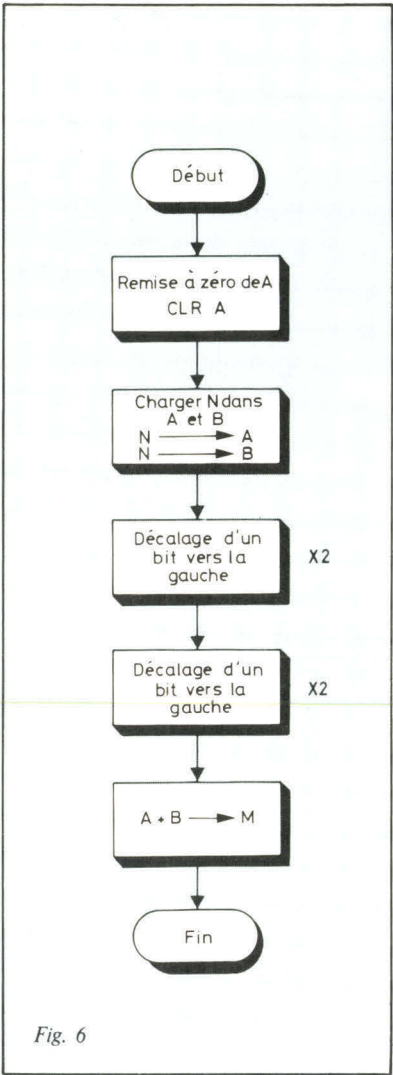 Début
Remise à zéro de A
CLR A
Charger N dans
A et B
N → A
N → B
Décalage d'un
bit vers la
gauche
X2
Décalage d'un
bit vers la
gauche
X2
A + B → M
Fin
Fig. 6